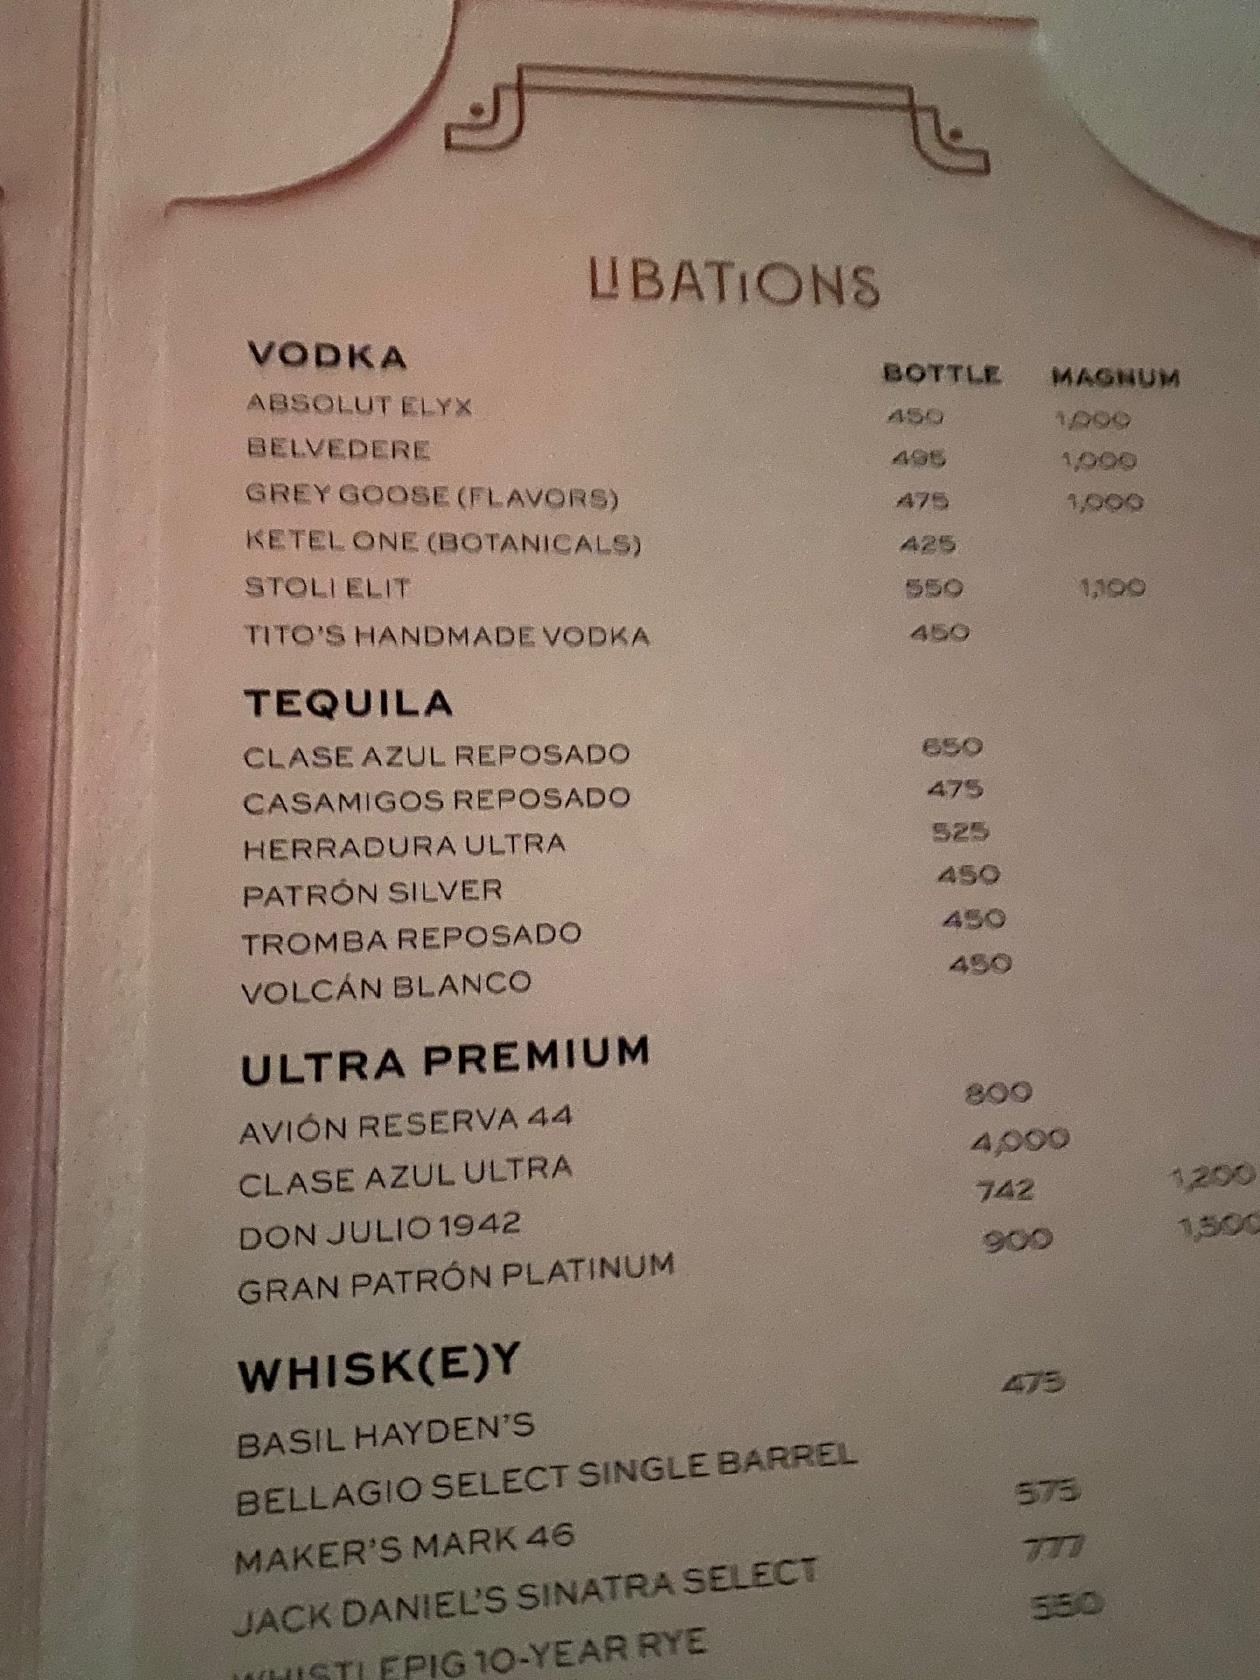 LIBATIONS
VODKA BOTTLE MAGNUM
ABSOLUT ELYX 450 1,000
BELVEDERE 495 1,000
GREY GOOSE (FLAVORS) 475 1,000
KETEL ONE (BOTANICALS) 425
STOLI ELIT 550 1,100
TITO'S HANDMADE VODKA 450
TEQUILA
CLASE AZUL REPOSADO 650
CASAMIGOS REPOSADO 475
HERRADURA ULTRA 525
PATRÓN SILVER 450
TROMBA REPOSADO 450
VOLCÁN BLANCO 450
ULTRA PREMIUM
AVIÓN RESERVA 44 800
CLASE AZUL ULTRA 4,000
DON JULIO 1942 742 1,200
GRAN PATRÓN PLATINUM 900 1,500
WHISK(E)Y
BASIL HAYDEN'S 475
BELLAGIO SELECT SINGLE BARREL
MAKER'S MARK 46 575
JACK DANIEL'S SINATRA SELECT 777
WHISTLEPIG 10-YEAR RYE 550